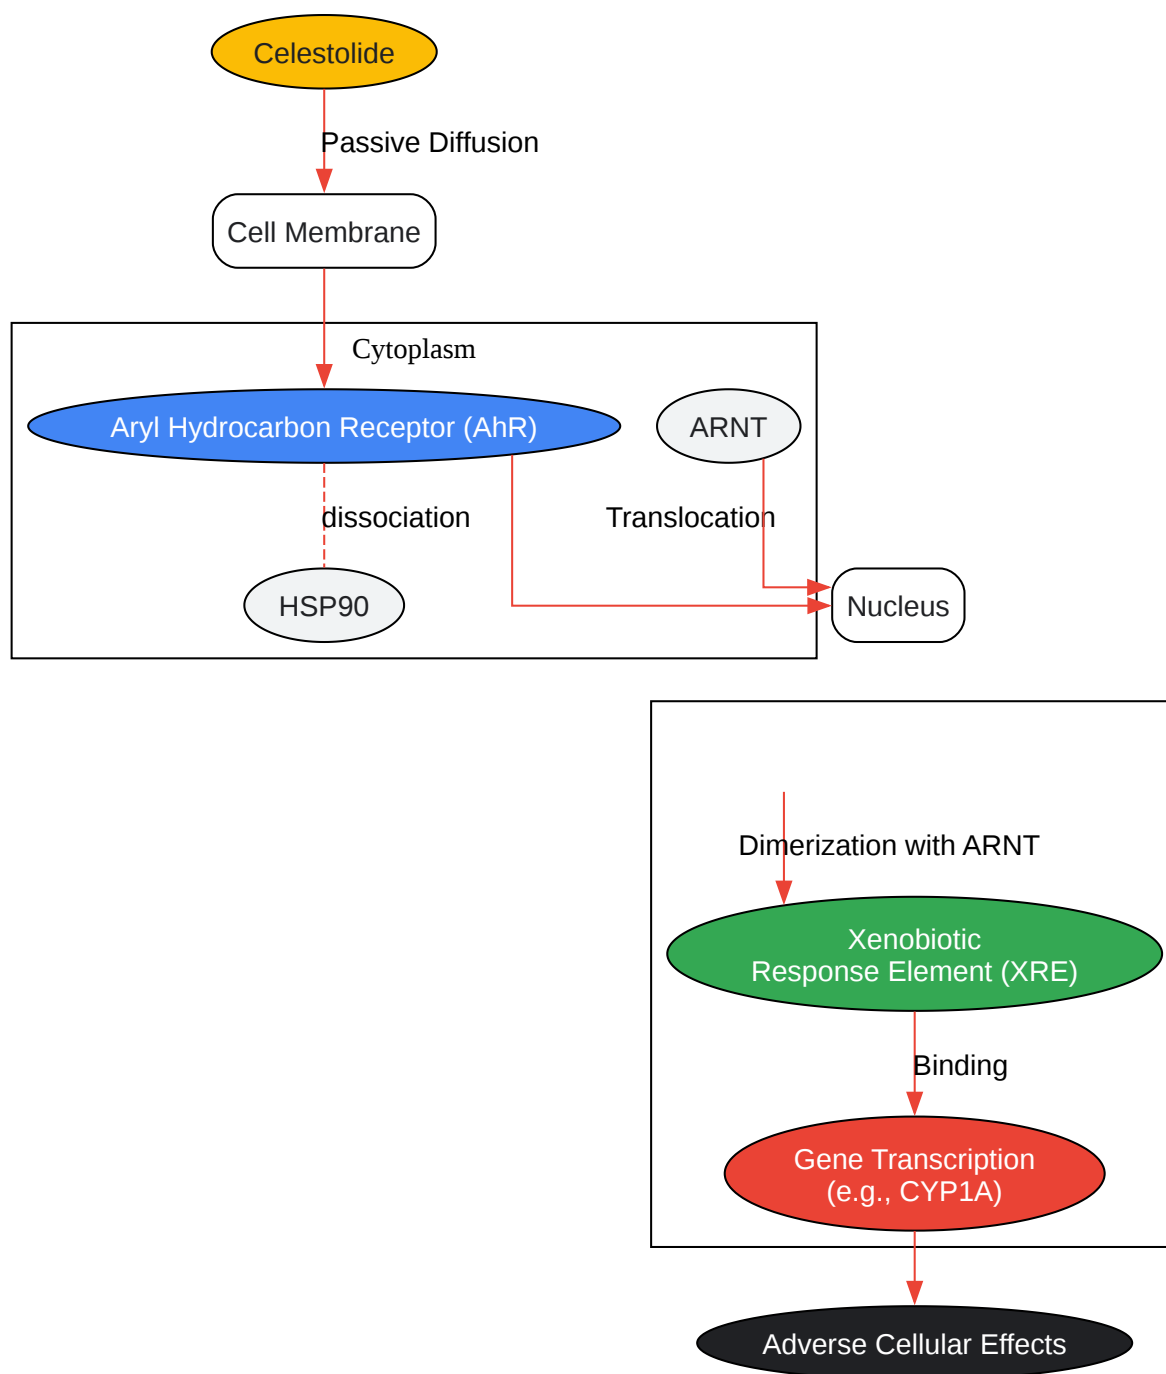 Celestolide
Passive Diffusion
Cell Membrane
Cytoplasm
Aryl Hydrocarbon Receptor (AhR)
ARNT
dissociation
Translocation
HSP90
Nucleus
Dimerization with ARNT
Xenobiotic
Response Element (XRE)
Binding
Gene Transcription
(e.g., CYP1A)
Adverse Cellular Effects